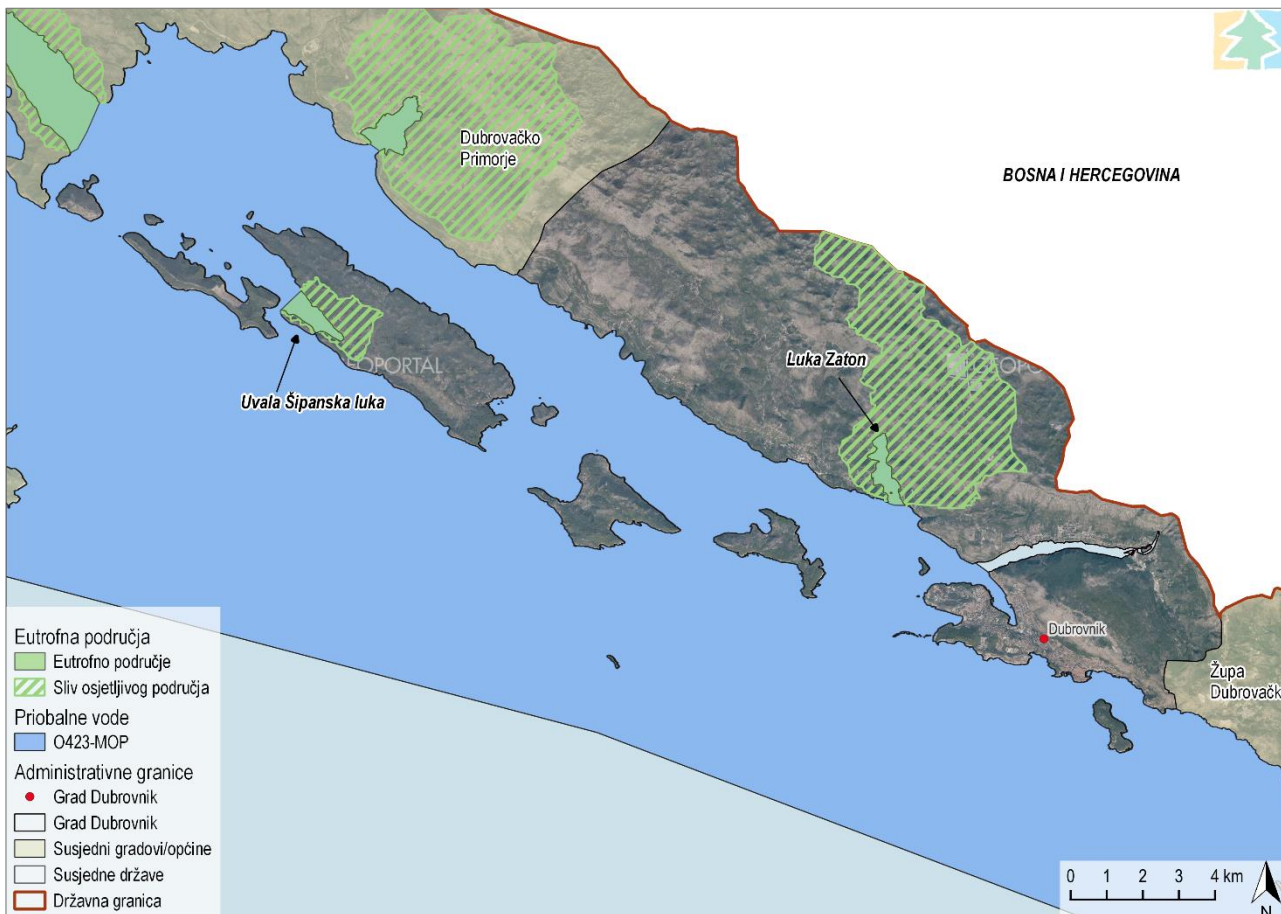 Dubrovačko
Primorje
BOSNA I HERCEGOVINA
Luka Zaton
OPORTAL
GEOPO
Uvala Šipanska luka
Dubrovnik
Župa
Dubrovačk
Eutrofna područja
Eutrofno područje
Sliv osjetljivog područja
Priobalne vode
O423-MOP
Administrativne granice
Grad Dubrovnik
Grad Dubrovnik
Susjedni gradovi/općine
Susjedne države
Državna granica
0 1 2 3 4 km
N